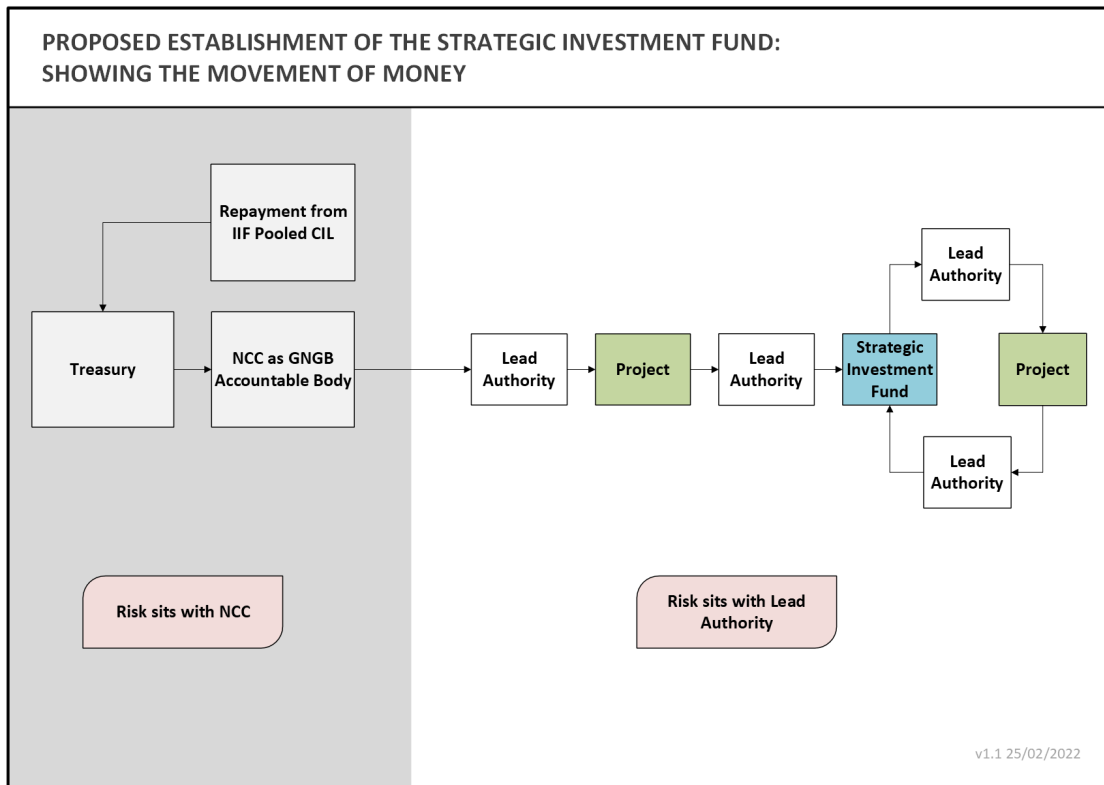 PROPOSED ESTABLISHMENT OF THE STRATEGIC INVESTMENT FUND:
SHOWING THE MOVEMENT OF MONEY
Repayment from
IIF Pooled CIL
Treasury
NCC as GNGB
Accountable Body
Lead
Authority
Project
Lead
Authority
Strategic
Investment
Fund
Lead
Authority
Project
Lead
Authority
Risk sits with NCC
Risk sits with Lead
Authority
v1.1 25/02/2022